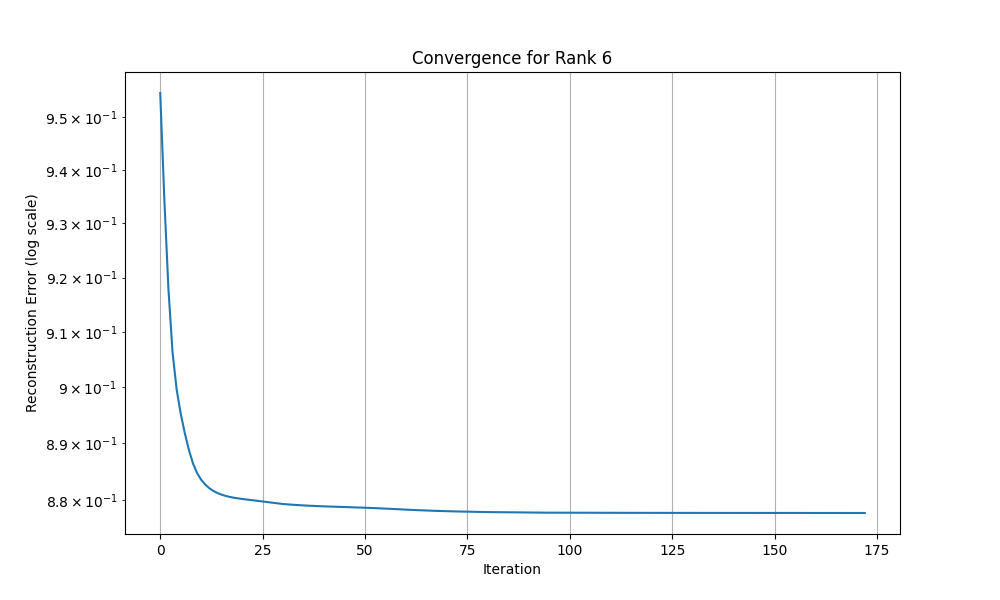 Convergence for Rank 6
Reconstruction Error (log scale)
9.5 × 10⁻¹
9.4 × 10⁻¹
9.3 × 10⁻¹
9.2 × 10⁻¹
9.1 × 10⁻¹
9 × 10⁻¹
8.9 × 10⁻¹
8.8 × 10⁻¹
0 25 50 75 100 125 150 175
Iteration